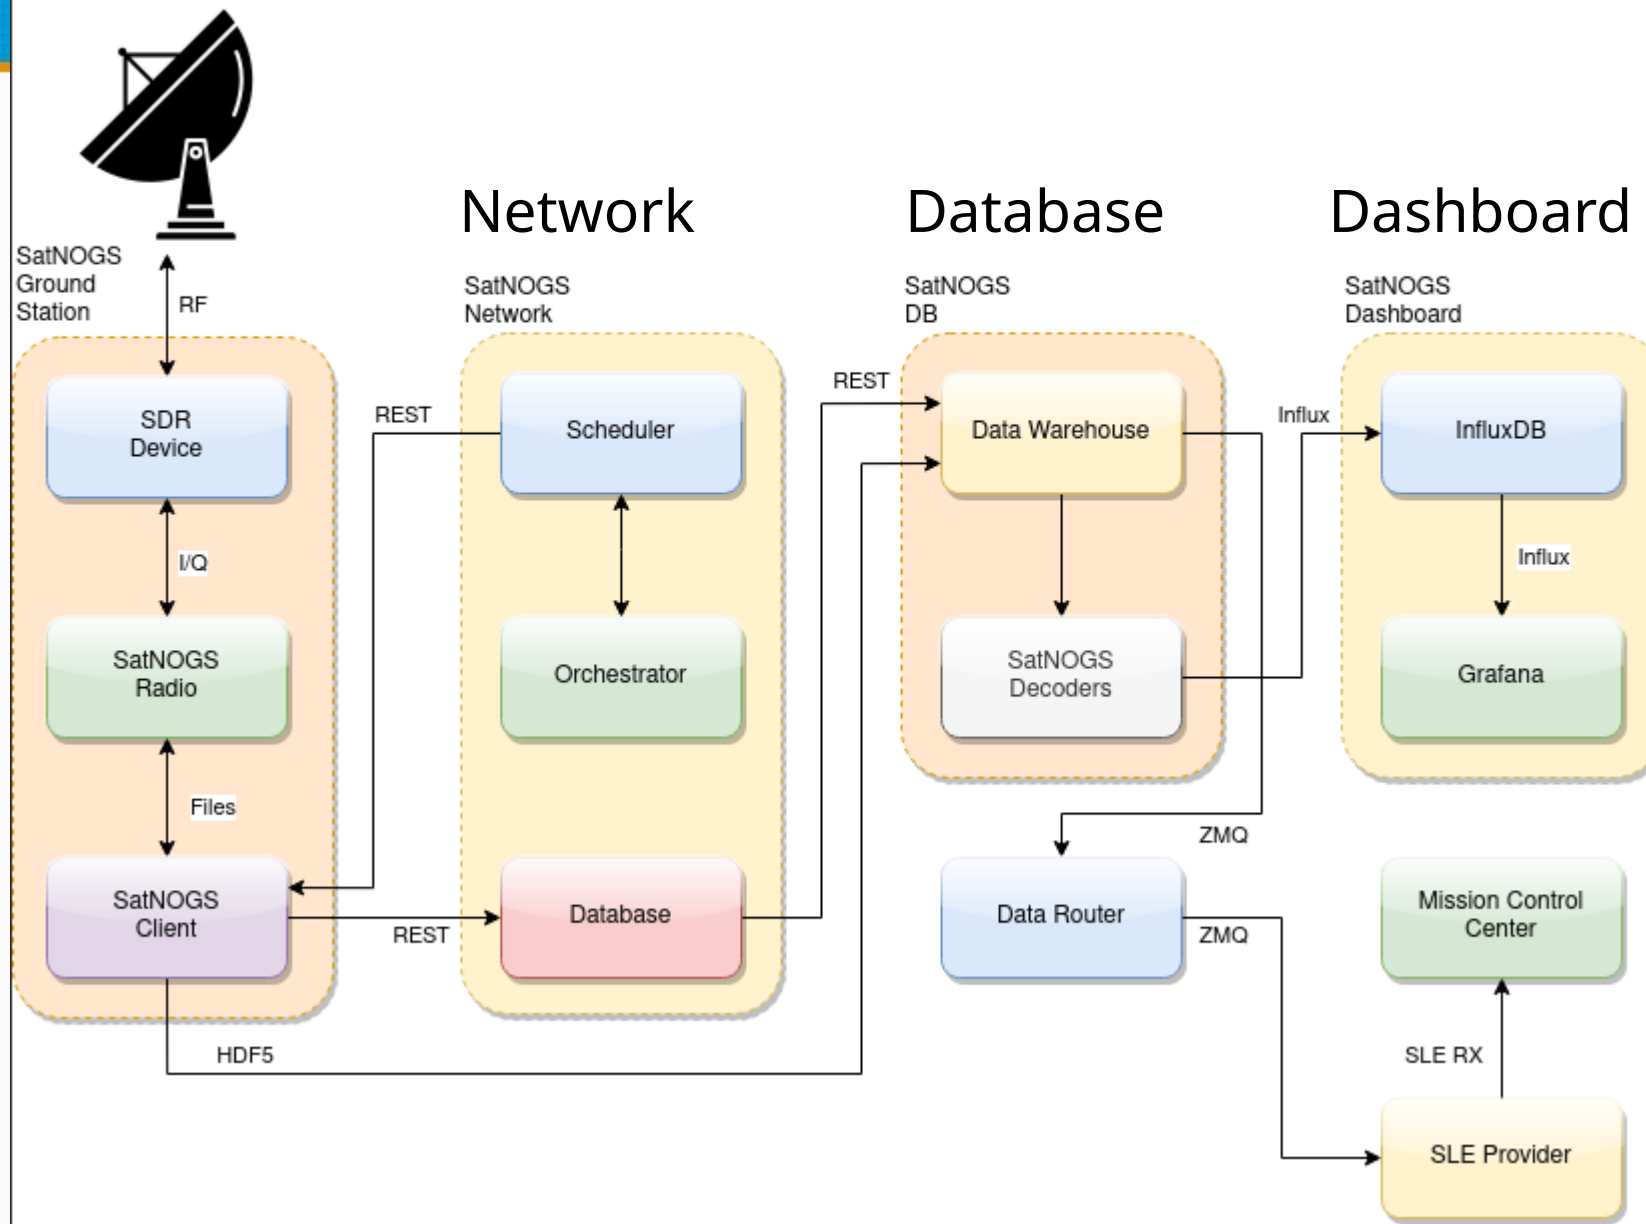 Network
Database
Dashboard
SatNOGS
Ground
Station
RF
SatNOGS
Network
SatNOGS
DB
SatNOGS
Dashboard
SDR
Device
REST
Scheduler
REST
Data Warehouse
Influx
InfluxDB
I/Q
Influx
SatNOGS
Radio
Orchestrator
SatNOGS
Decoders
Grafana
Files
ZMQ
SatNOGS
Client
REST
Database
Data Router
ZMQ
Mission Control
Center
HDF5
SLE RX
SLE Provider